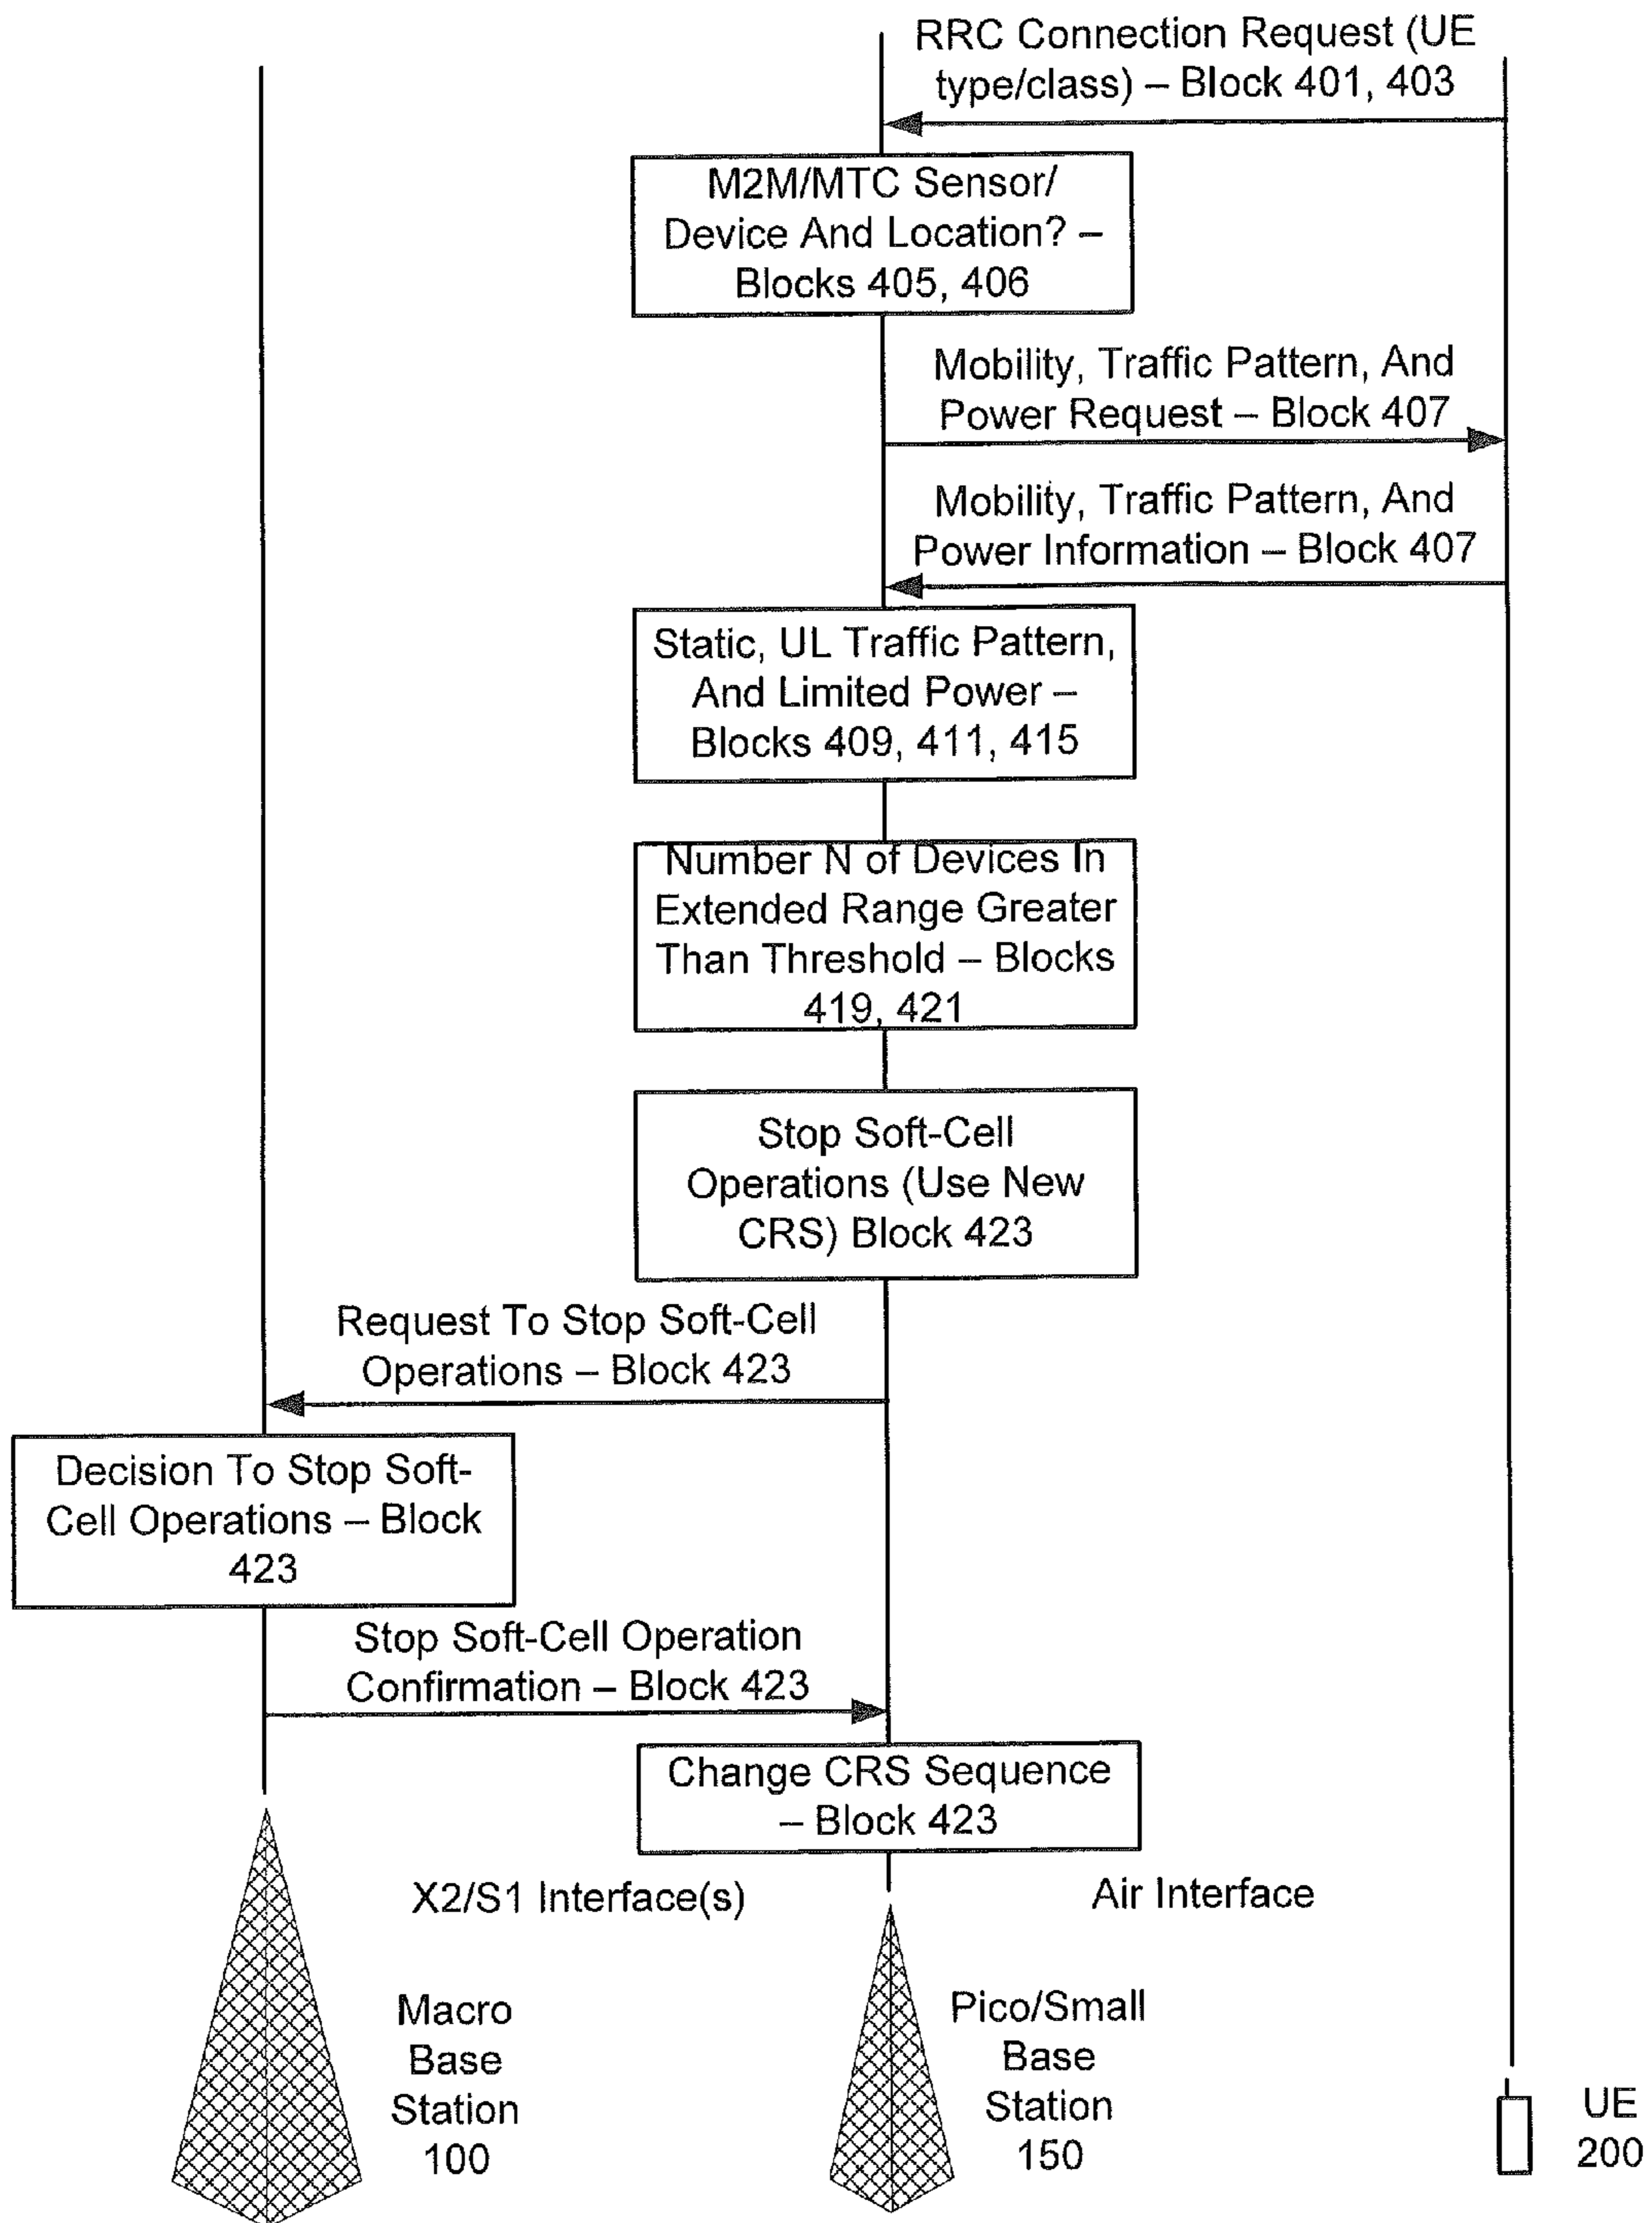 RRC Connection Request (UE
type/class) – Block 401, 403
M2M/MTC Sensor/
Device And Location? –
Blocks 405, 406
Mobility, Traffic Pattern, And
Power Request – Block 407
Mobility, Traffic Pattern, And
Power Information – Block 407
Static, UL Traffic Pattern,
And Limited Power –
Blocks 409, 411, 415
Number N of Devices In
Extended Range Greater
Than Threshold – Blocks
419, 421
Stop Soft-Cell
Operations (Use New
CRS) Block 423
Request To Stop Soft-Cell
Operations – Block 423
Decision To Stop Soft-
Cell Operations – Block
423
Stop Soft-Cell Operation
Confirmation – Block 423
Change CRS Sequence
– Block 423
X2/S1 Interface(s)
Air Interface
Macro
Base
Station
100
Pico/Small
Base
Station
150
UE
200